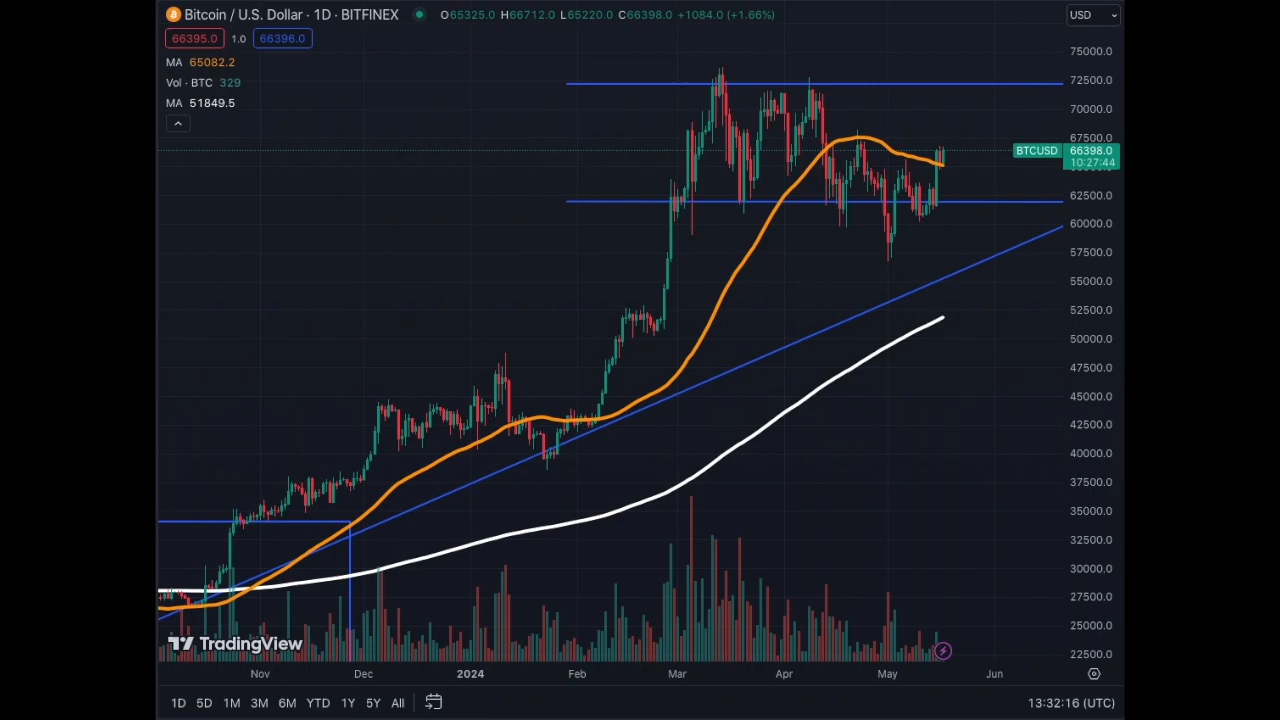 Bitcoin / U.S. Dollar · 1D · BITFINEX O65325.0 H66712.0 L65220.0 C66398.0 +1084.0 (+1.66%)
USD
66395.0 1.0 66396.0
MA 65082.2
Vol · BTC 329
MA 51849.5
75000.0
72500.0
70000.0
67500.0
BTCUSD 66398.0
10:27:44
62500.0
60000.0
57500.0
55000.0
52500.0
50000.0
47500.0
45000.0
42500.0
40000.0
37500.0
35000.0
32500.0
30000.0
27500.0
25000.0
22500.0
TradingView
Nov Dec 2024 Feb Mar Apr May Jun
1D 5D 1M 3M 6M YTD 1Y 5Y All 13:32:16 (UTC)